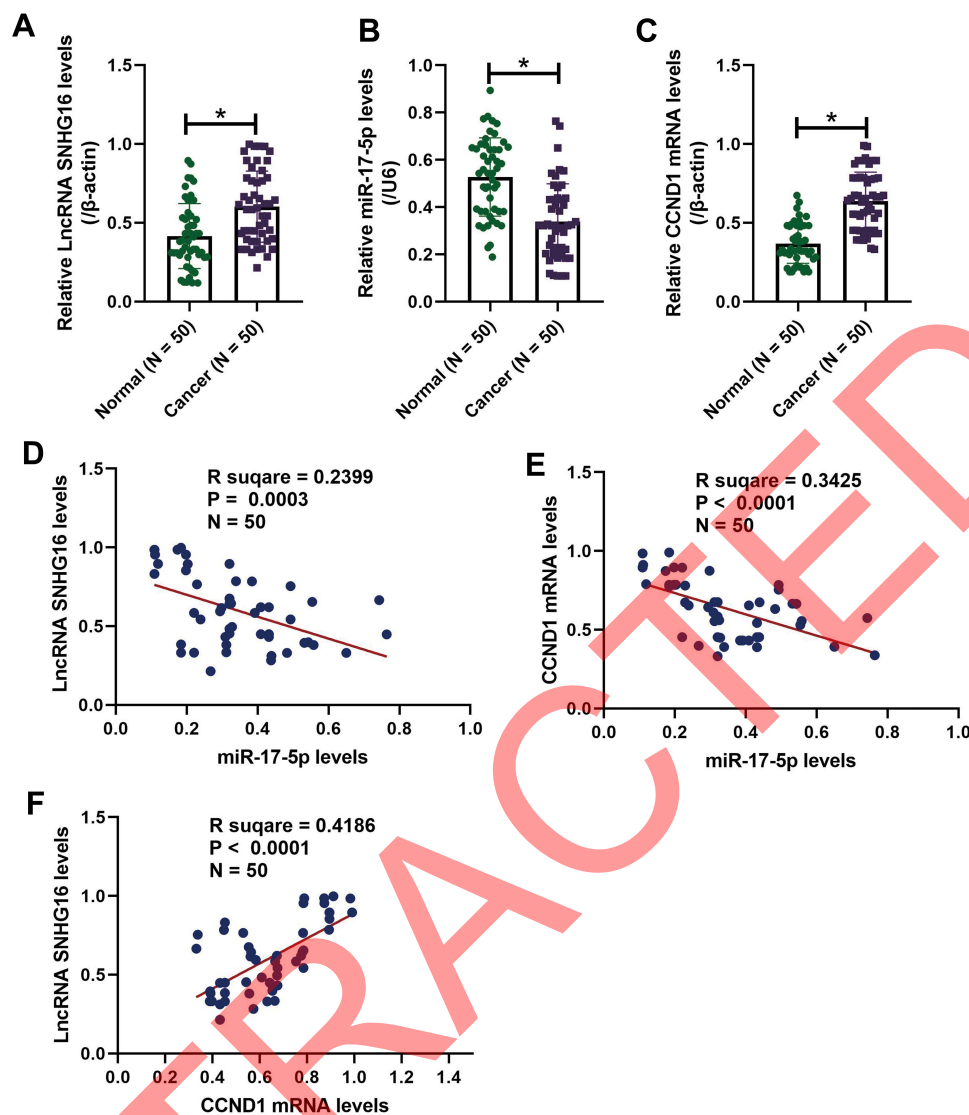 A
Relative LncRNA SNHG16 levels
(/β-actin)
1.5
1.0
0.5
0.0
*
Normal (N = 50)
Cancer (N = 50)
B
Relative miR-17-5p levels
(/U6)
1.0
0.8
0.6
0.4
0.2
0.0
*
Normal (N = 50)
Cancer (N = 50)
C
Relative CCND1 mRNA levels
(/β-actin)
1.5
1.0
0.5
0.0
*
Normal (N = 50)
Cancer (N = 50)
D
LncRNA SNHG16 levels
1.5
1.0
0.5
0.0
R suqare = 0.2399
P = 0.0003
N = 50
0.0 0.2 0.4 0.6 0.8 1.0
miR-17-5p levels
E
CCND1 mRNA levels
1.5
1.0
0.5
0.0
R suqare = 0.3425
P < 0.0001
N = 50
0.0 0.2 0.4 0.6 0.8 1.0
miR-17-5p levels
F
LncRNA SNHG16 levels
1.5
1.0
0.5
0.0
R suqare = 0.4186
P < 0.0001
N = 50
0.0 0.2 0.4 0.6 0.8 1.0 1.2 1.4
CCND1 mRNA levels
TRACTED